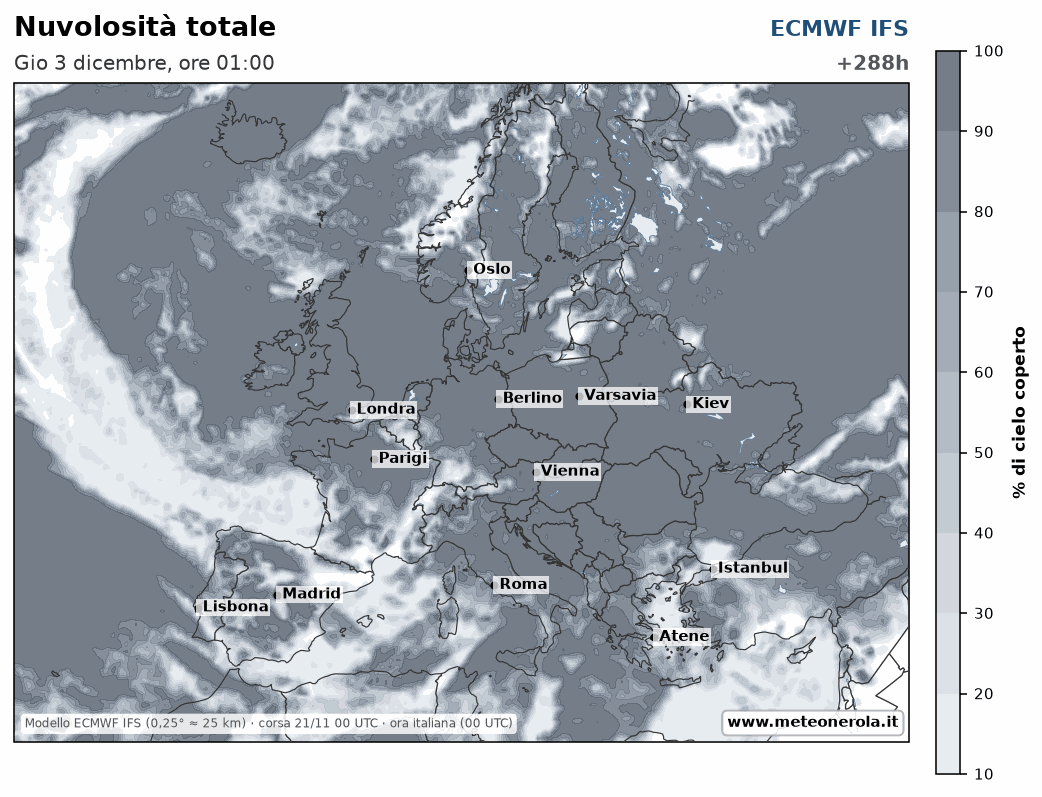 Nuvolosità totale
ECMWF IFS
Gio 3 dicembre, ore 01:00
+288h
100
90
80
70
60
50
40
30
20
10
% di cielo coperto
Oslo
Berlino
Varsavia
Kiev
Londra
Parigi
Vienna
Istanbul
Roma
Madrid
Lisbona
Atene
Modello ECMWF IFS (0,25° ≈ 25 km) · corsa 21/11 00 UTC · ora italiana (00 UTC)
www.meteonerola.it